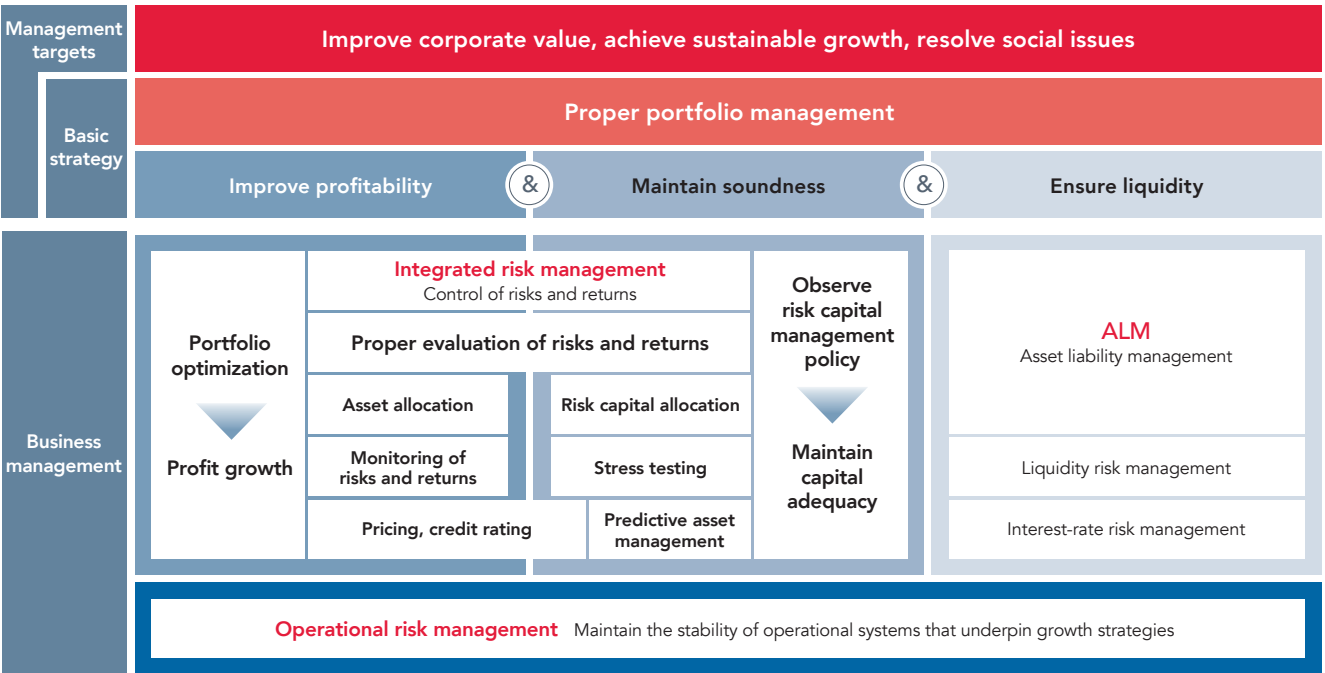 Management
targets
Improve corporate value, achieve sustainable growth, resolve social issues
Basic
strategy
Proper portfolio management
Improve profitability
&
Maintain soundness
&
Ensure liquidity
Business
management
Portfolio
optimization
Profit growth
Integrated risk management
Control of risks and returns
Proper evaluation of risks and returns
Asset allocation
Risk capital allocation
Monitoring of
risks and returns
Stress testing
Pricing, credit rating
Predictive asset
management
Observe
risk capital
management
policy
Maintain
capital
adequacy
ALM
Asset liability management
Liquidity risk management
Interest-rate risk management
Operational risk management Maintain the stability of operational systems that underpin growth strategies